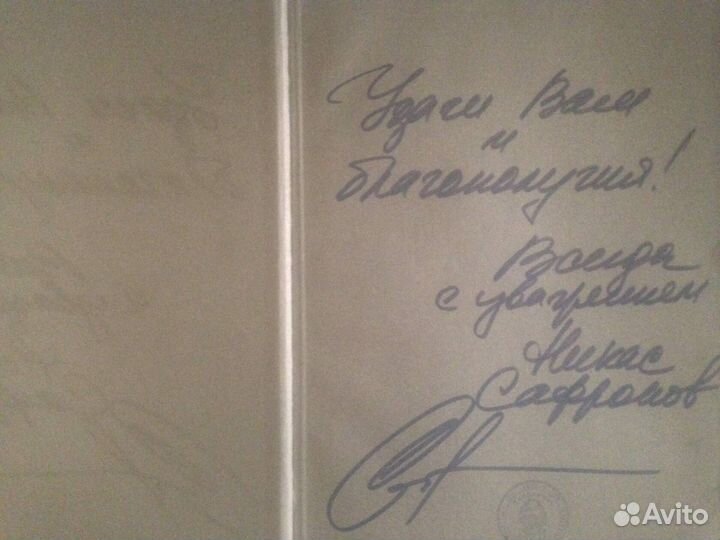 Удачи Вам
и
благополучия!
Всегда
с уважением
Никас
Сафронов
Avito